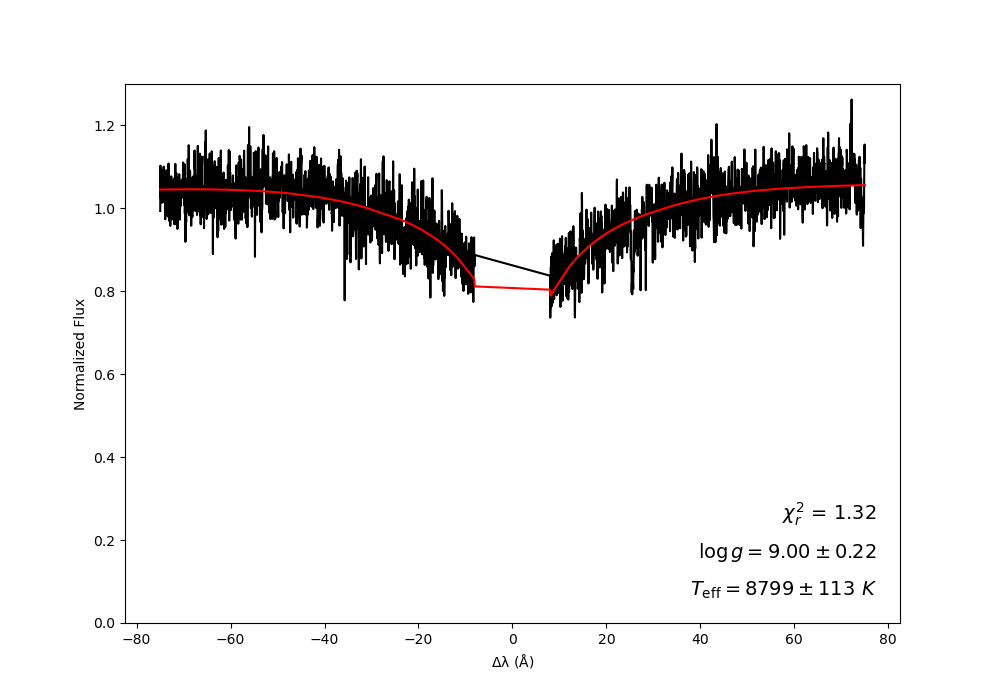 1.2
1.0
0.8
0.6
0.4
0.2
0.0
Normalized Flux
χ²ᵣ = 1.32
log g = 9.00 ± 0.22
T_eff = 8799 ± 113 K
−80 −60 −40 −20 0 20 40 60 80
Δλ (Å)